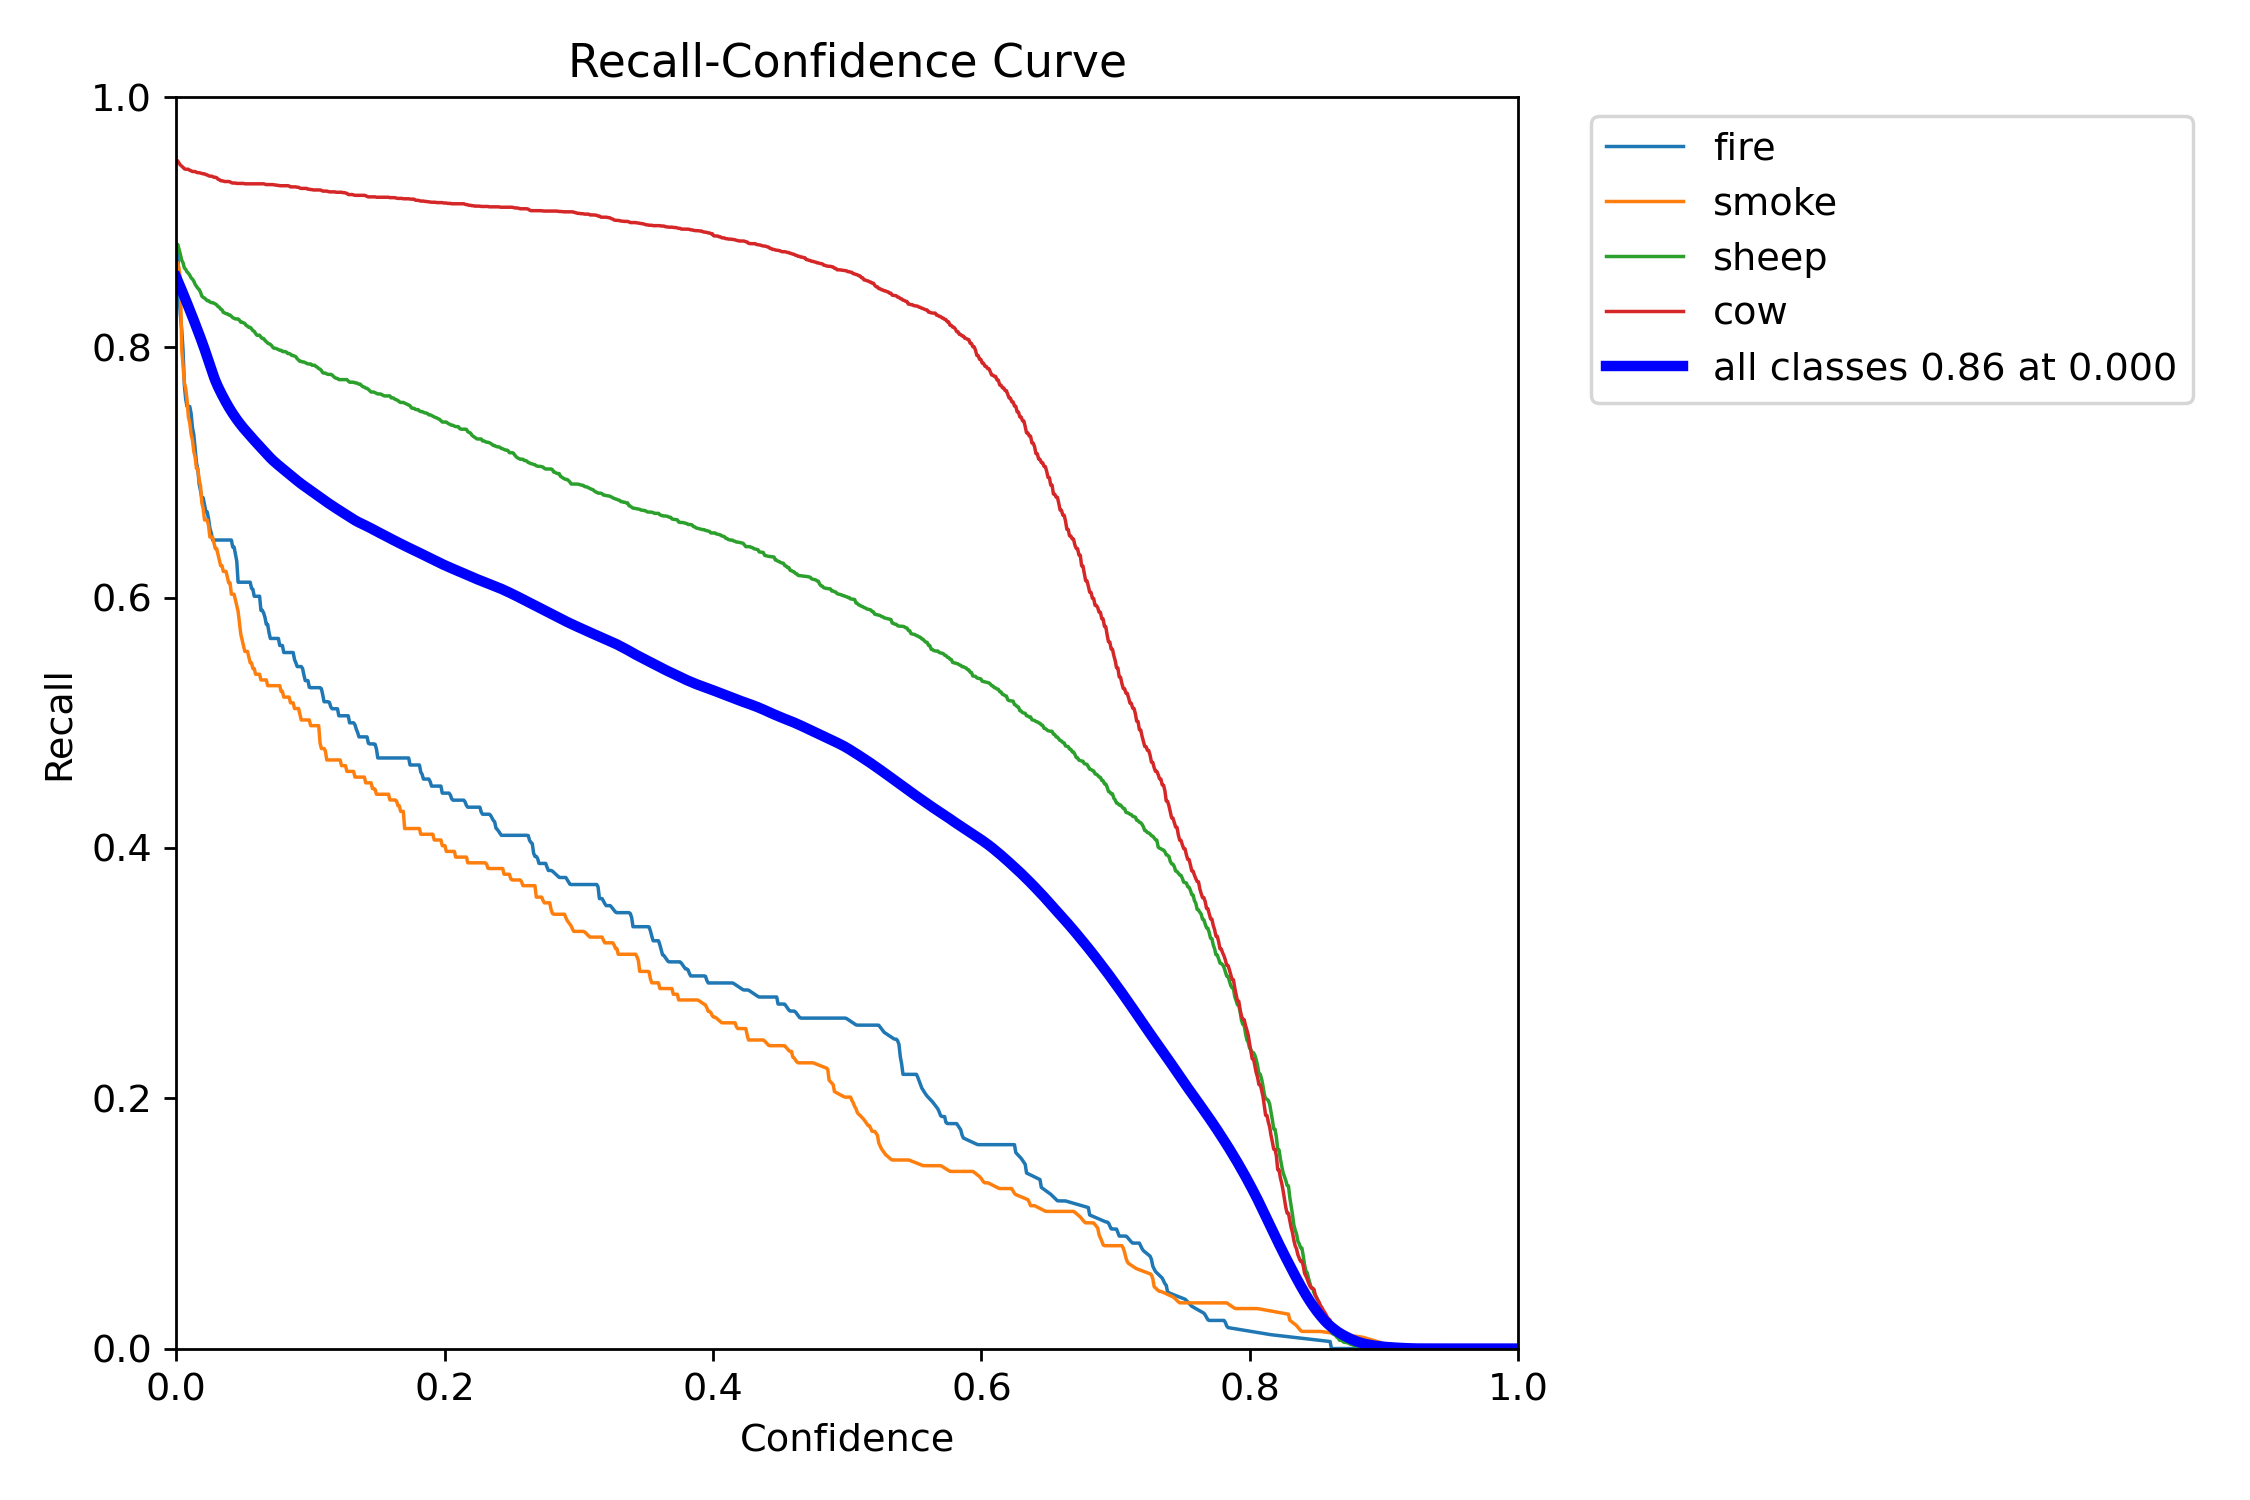 Recall-Confidence Curve
1.0
0.8
0.6
0.4
0.2
0.0
Recall
0.0 0.2 0.4 0.6 0.8 1.0
Confidence
fire
smoke
sheep
cow
all classes 0.86 at 0.000